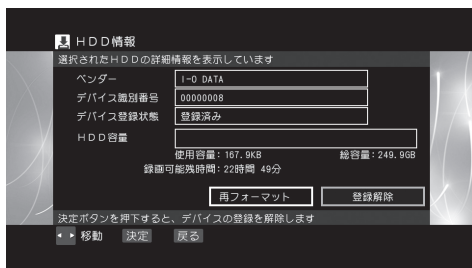 HDD情報
選択されたHDDの詳細情報を表示しています
ベンダー I-O DATA
デバイス識別番号 00000008
デバイス登録状態 登録済み
HDD容量
使用容量:167.9KB 総容量:249.9GB
録画可能残時間:22時間 49分
再フォーマット 登録解除
決定ボタンを押下すると、デバイスの登録を解除します
移動 決定 戻る